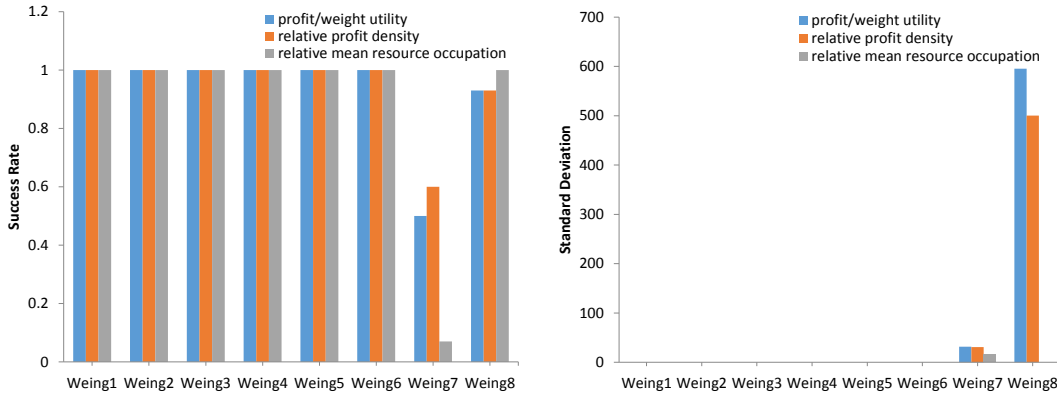 1.2
1
0.8
0.6
0.4
0.2
0
Success Rate
profit/weight utility
relative profit density
relative mean resource occupation
Weing1 Weing2 Weing3 Weing4 Weing5 Weing6 Weing7 Weing8
700
600
500
400
300
200
100
0
Standard Deviation
profit/weight utility
relative profit density
relative mean resource occupation
Weing1 Weing2 Weing3 Weing4 Weing5 Weing6 Weing7 Weing8